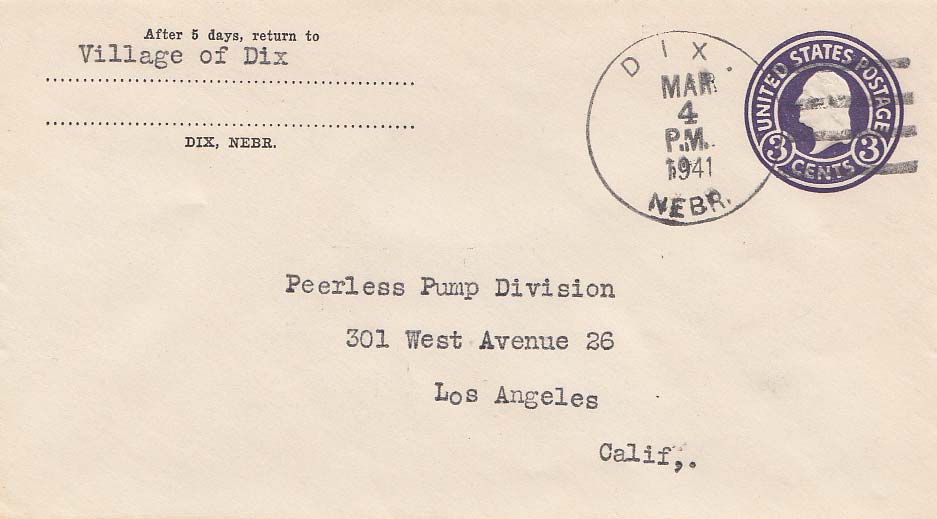 After 5 days, return to
Village of Dix
DIX, NEBR.
DIX
MAR
4
P.M.
1941
NEBR.
UNITED STATES POSTAGE
3 CENTS 3
Peerless Pump Division
301 West Avenue 26
Los Angeles
Calif,.